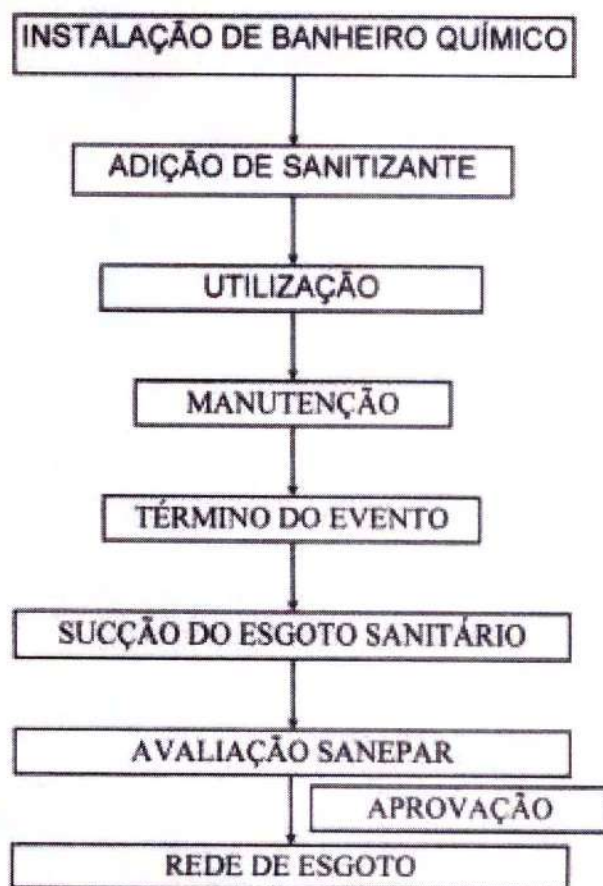 INSTALAÇÃO DE BANHEIRO QUÍMICO
ADIÇÃO DE SANITIZANTE
UTILIZAÇÃO
MANUTENÇÃO
TÉRMINO DO EVENTO
SUCÇÃO DO ESGOTO SANITÁRIO
AVALIAÇÃO SANEPAR
APROVAÇÃO
REDE DE ESGOTO